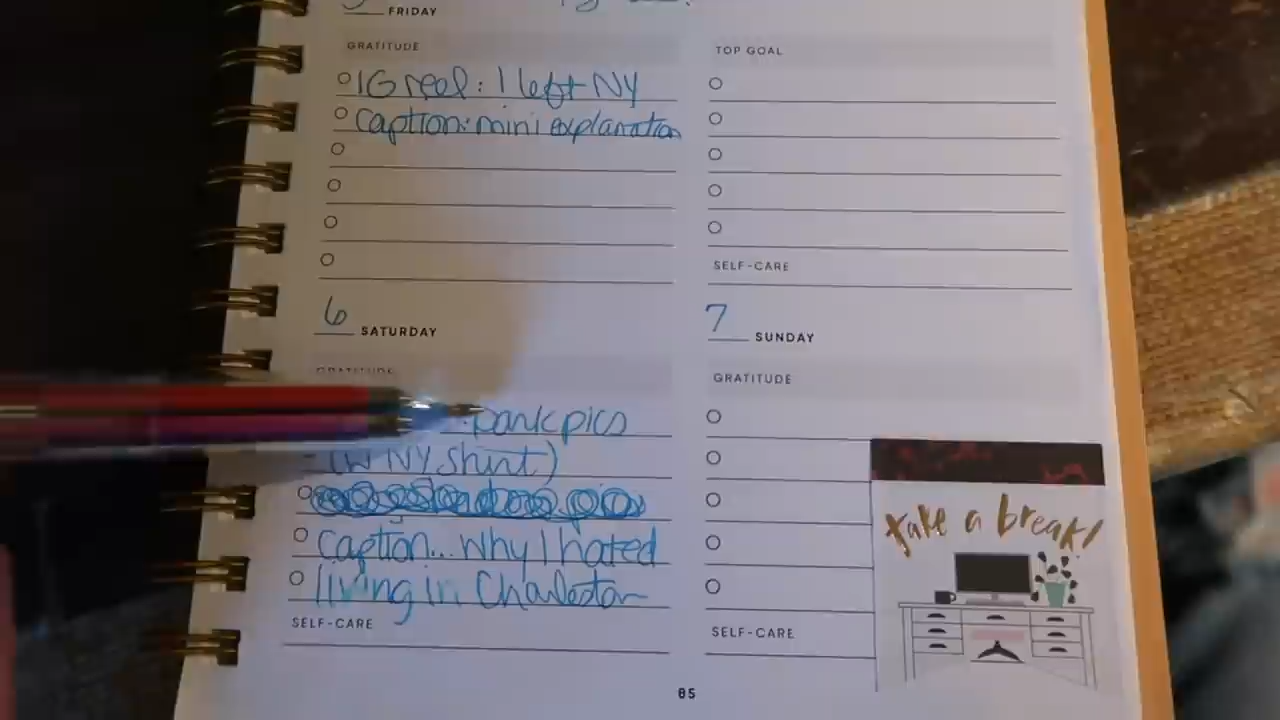 FRIDAY
GRATITUDE
IG reel: I left NY
Caption: mini explanation
TOP GOAL
SELF-CARE
6 SATURDAY
GRATITUDE
park pics
(w NY shirt)
caption... Why I hated
living in Charleston
SELF-CARE
7 SUNDAY
GRATITUDE
SELF-CARE
take a break!
85